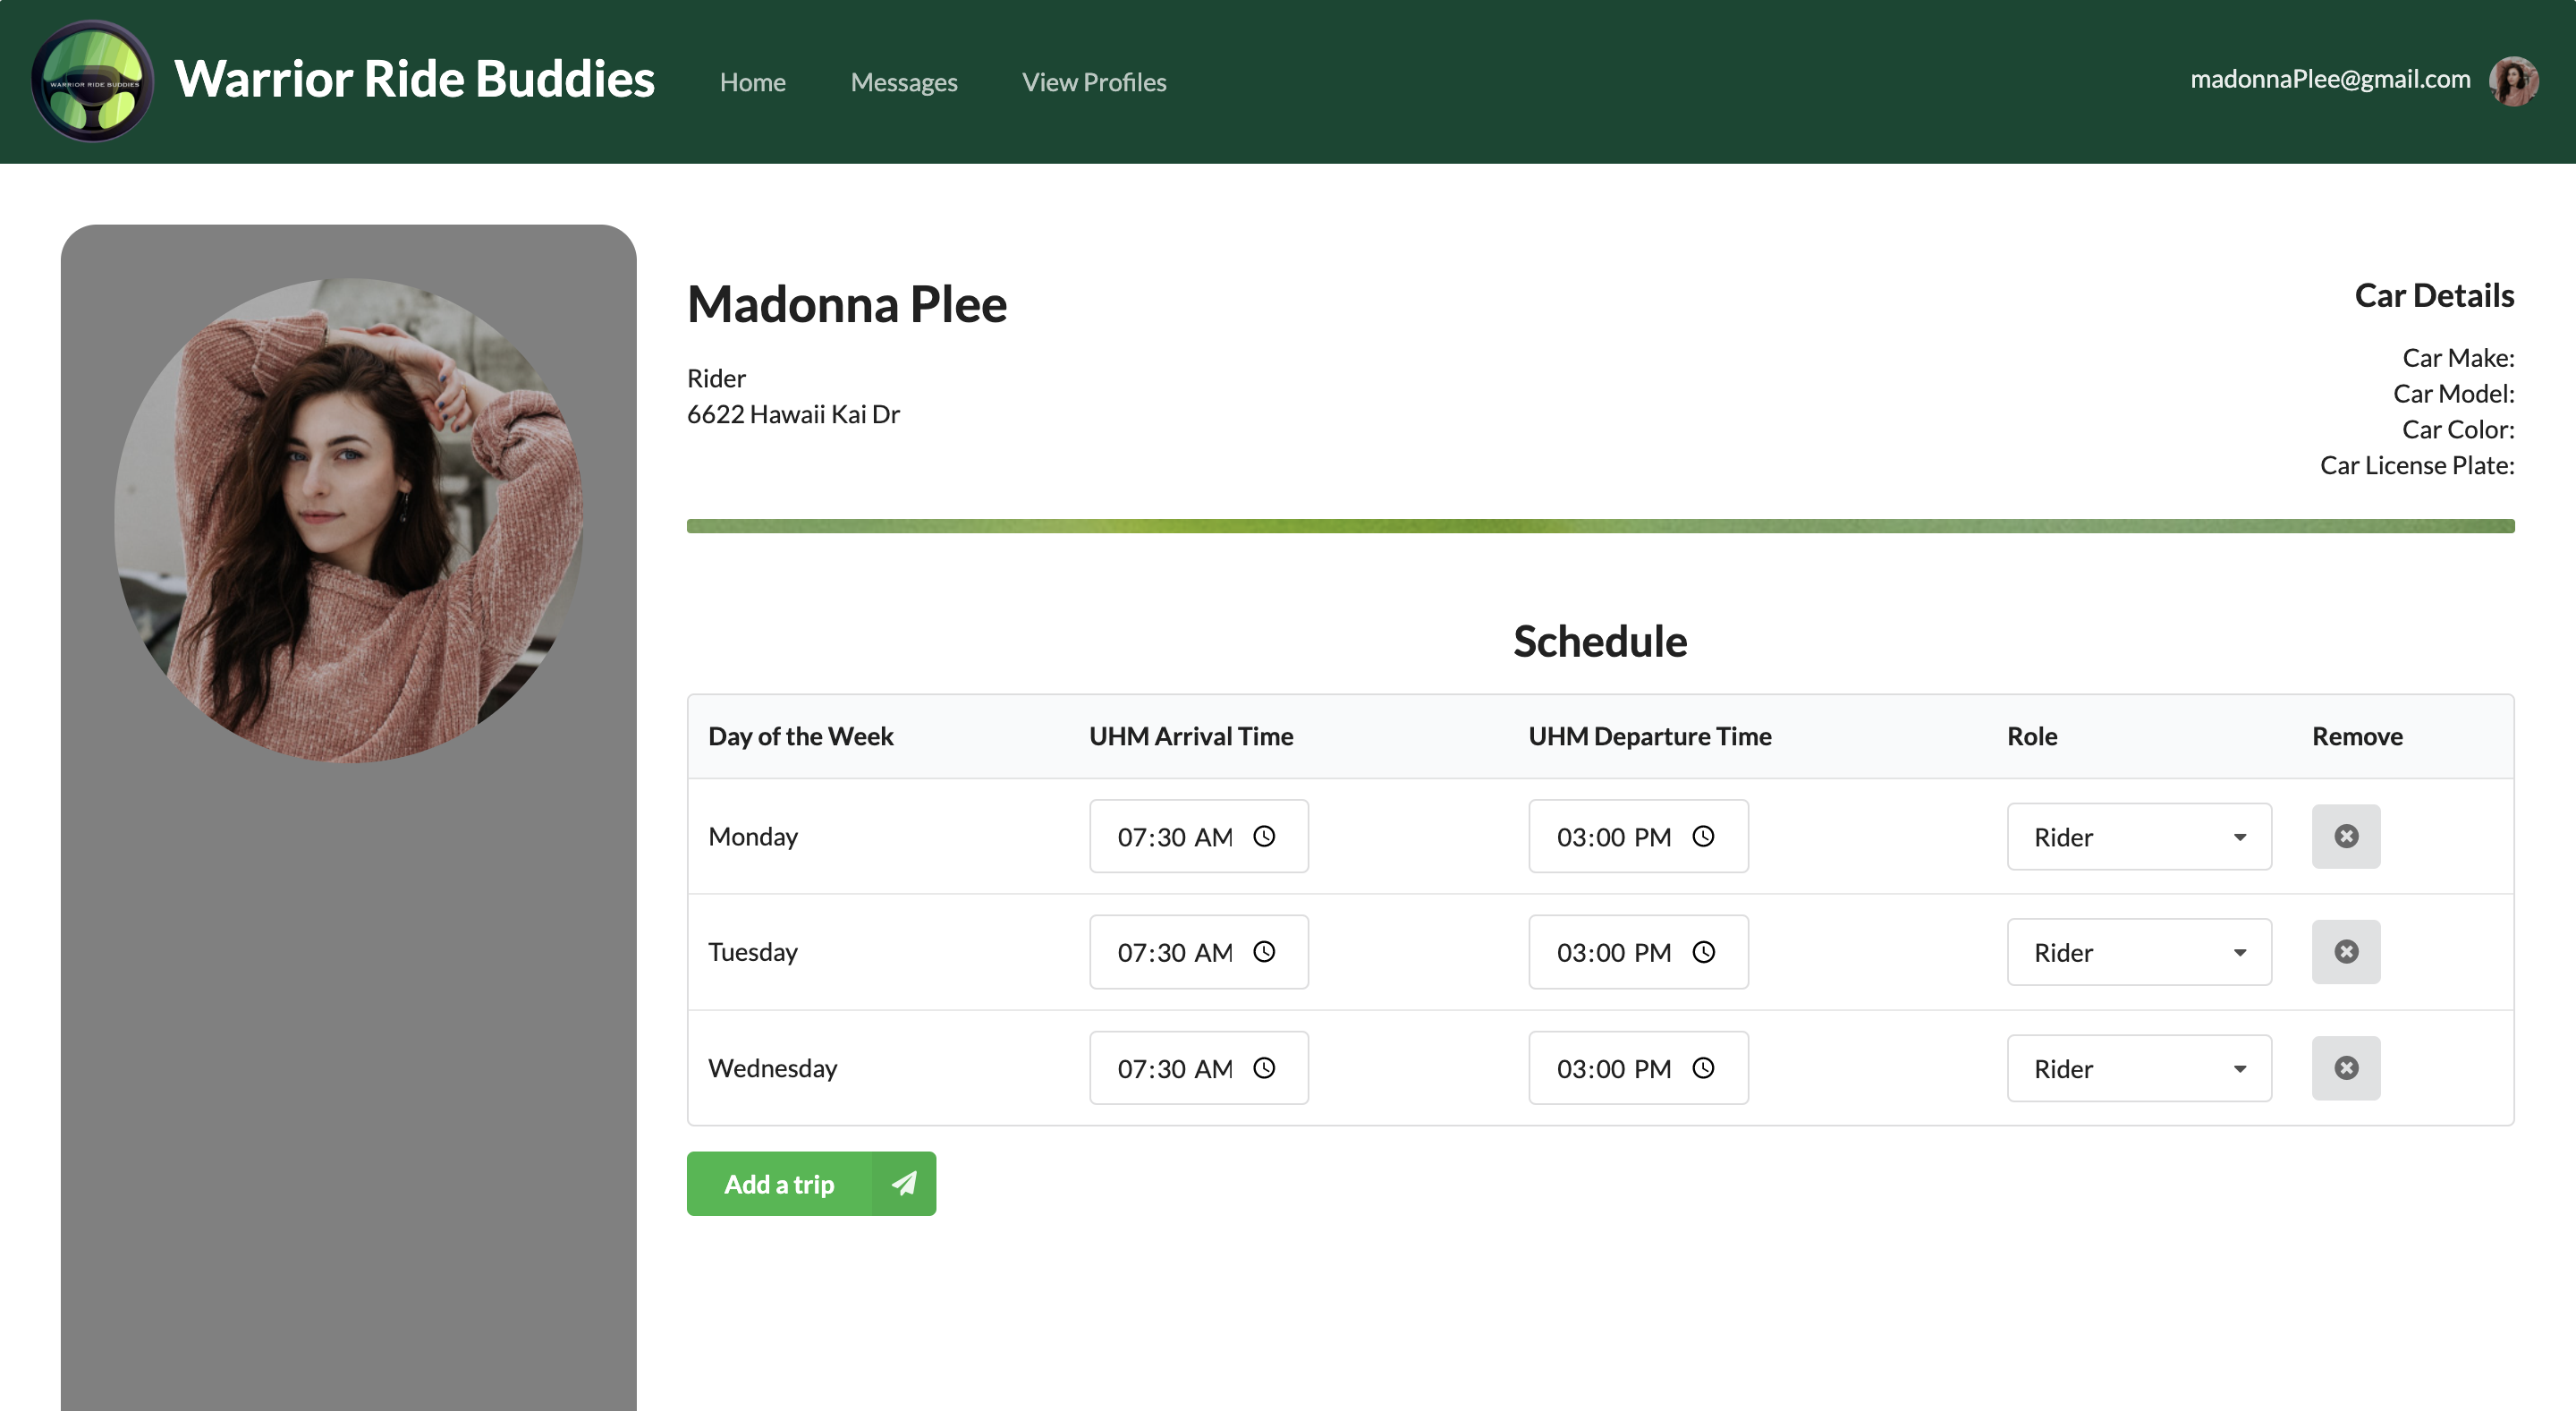 WARRIOR RIDE BUDDIES
Warrior Ride Buddies
Home
Messages
View Profiles
madonnaPlee@gmail.com
Madonna Plee
Rider
6622 Hawaii Kai Dr
Car Details
Car Make:
Car Model:
Car Color:
Car License Plate:
Schedule
Day of the Week UHM Arrival Time UHM Departure Time Role Remove
Monday 07:30 AM 03:00 PM Rider
Tuesday 07:30 AM 03:00 PM Rider
Wednesday 07:30 AM 03:00 PM Rider
Add a trip